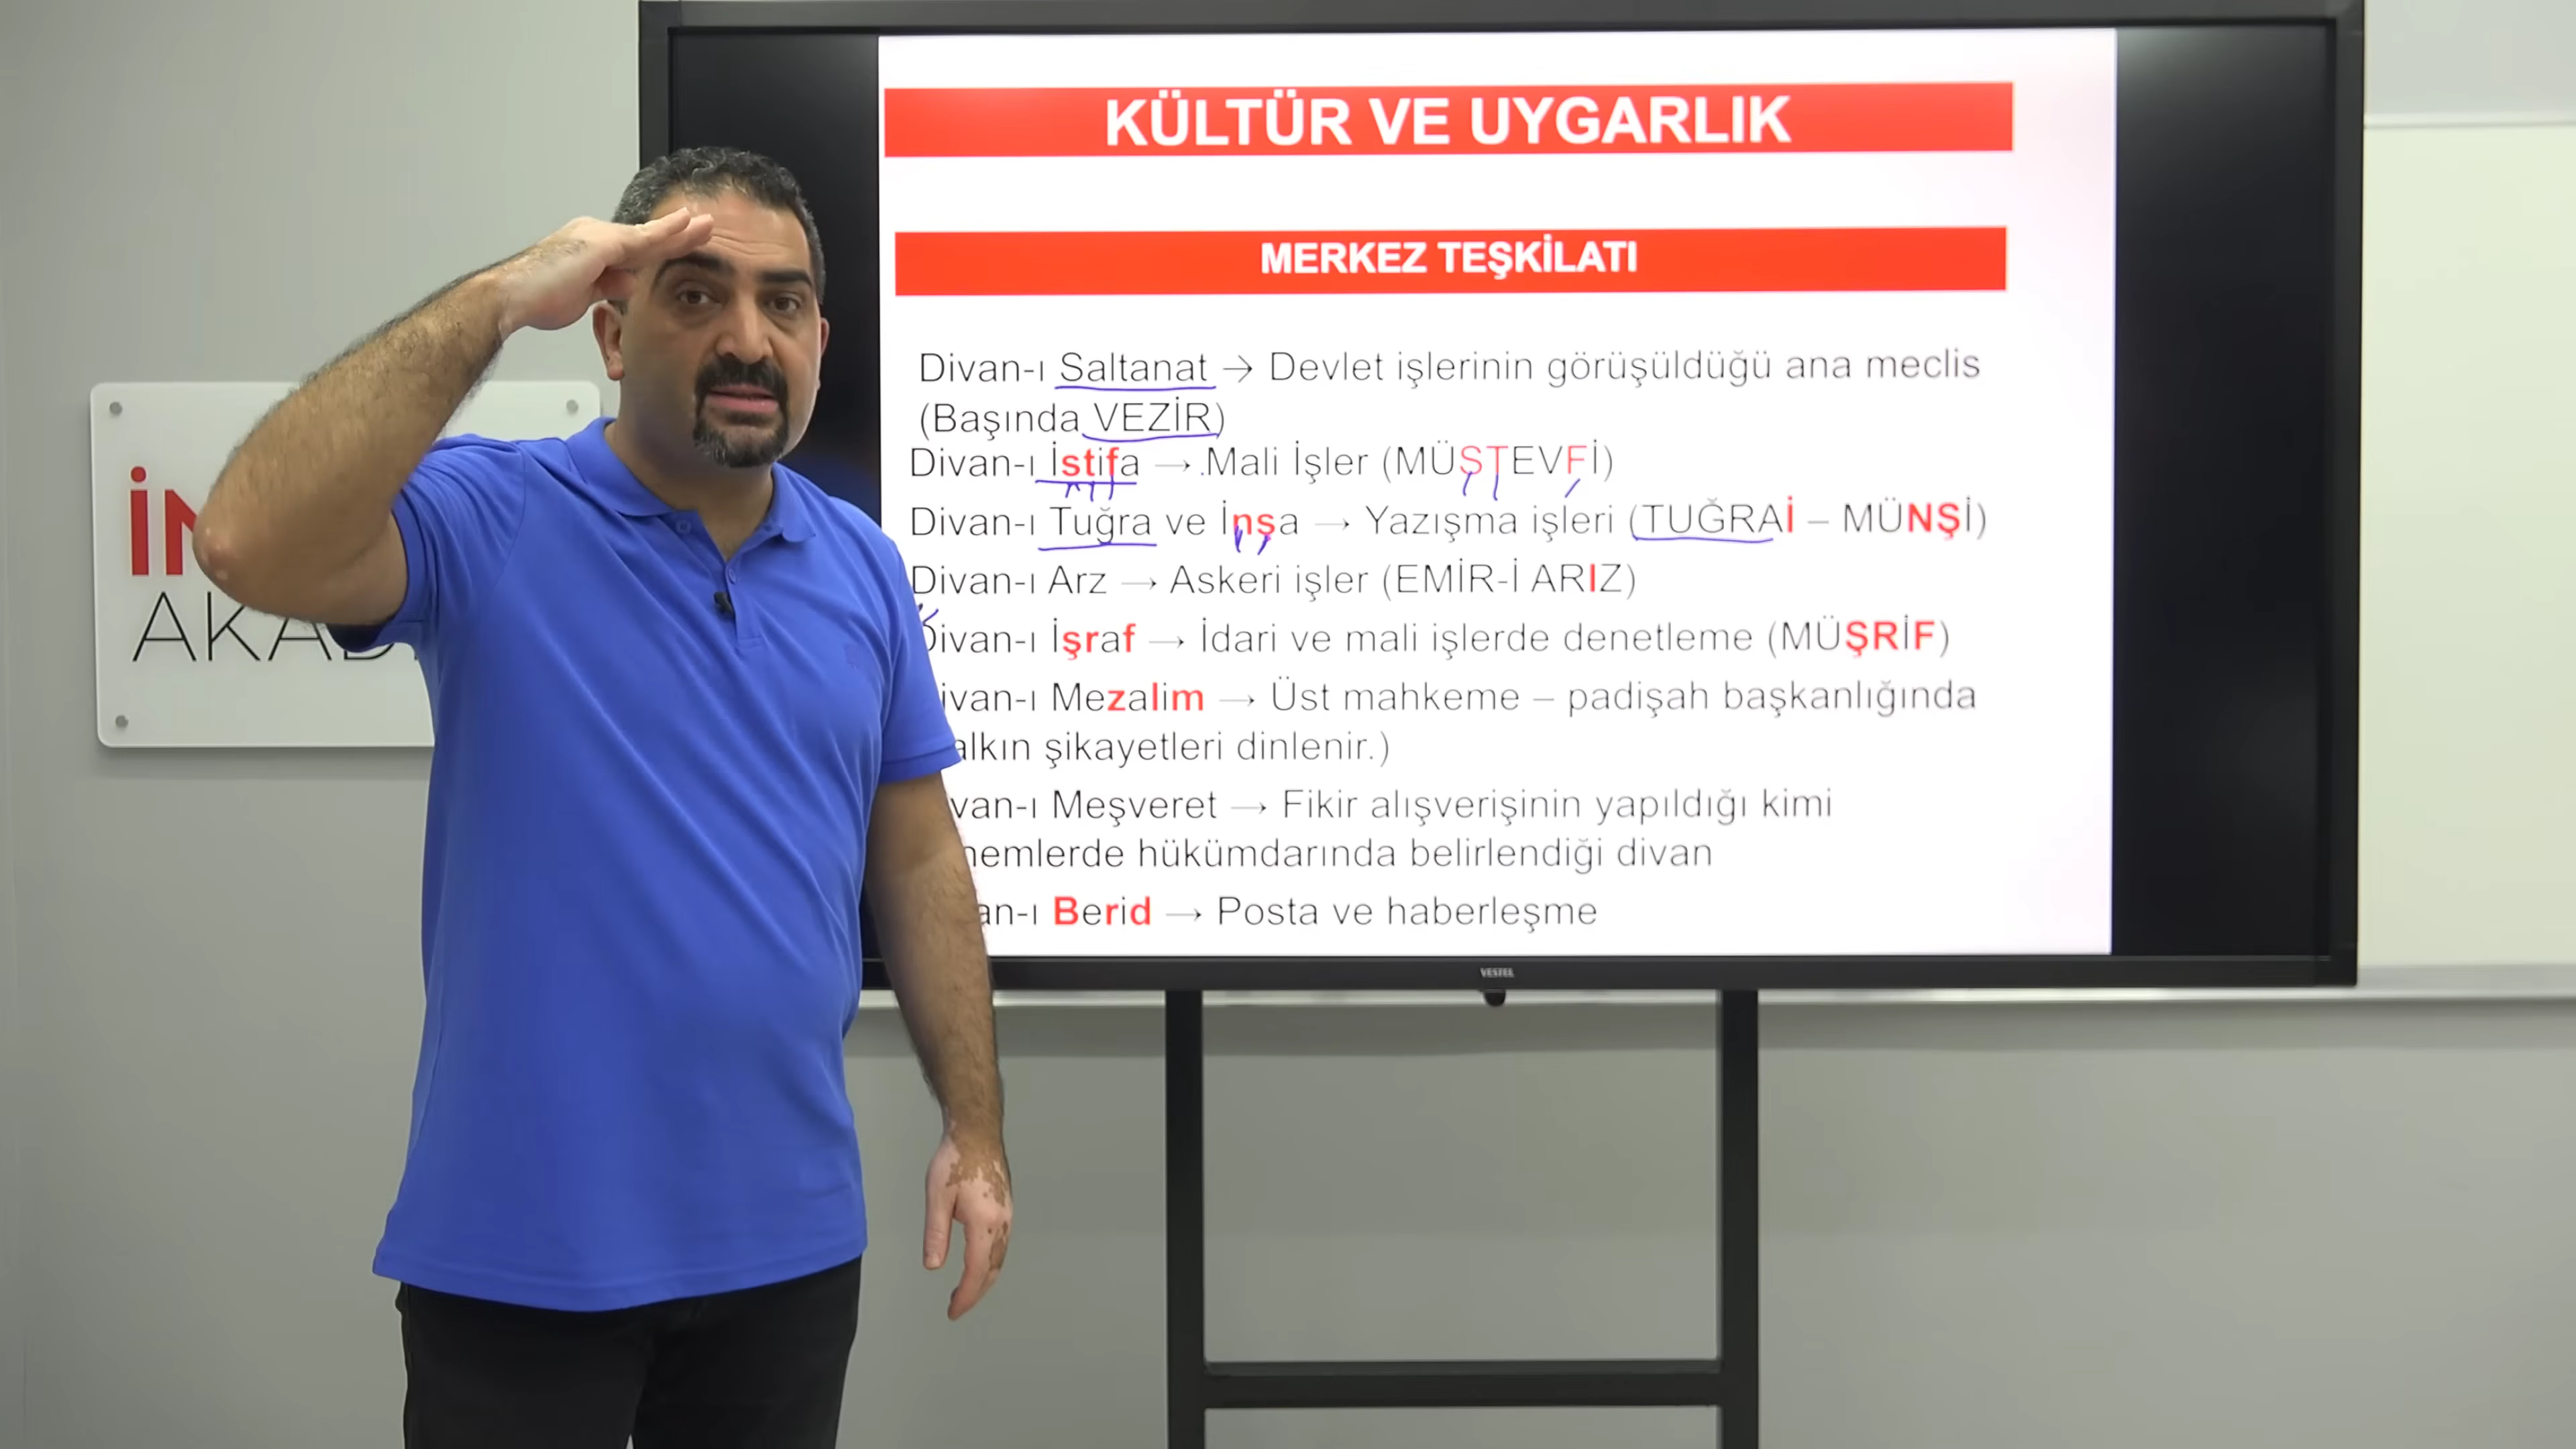 KÜLTÜR VE UYGARLIK
MERKEZ TEŞKİLATI
Divan-ı Saltanat → Devlet işlerinin görüşüldüğü ana meclis
(Başında VEZİR)
Divan-ı İstifa → .Mali İşler (MÜSTEVFİ)
Divan-ı Tuğra ve İnşa → Yazışma işleri (TUĞRAİ – MÜNŞİ)
Divan-ı Arz → Askeri işler (EMİR-İ ARIZ)
Divan-ı İşraf → İdari ve mali işlerde denetleme (MÜŞRİF)
ivan-ı Mezalim → Üst mahkeme – padişah başkanlığında
alkın şikayetleri dinlenir.)
van-ı Meşveret → Fikir alışverişinin yapıldığı kimi
nemlerde hükümdarında belirlendiği divan
an-ı Berid → Posta ve haberleşme
VESTEL